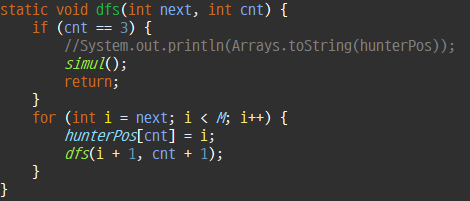 static void dfs(int next, int cnt) {
    if (cnt == 3) {
        //System.out.println(Arrays.toString(hunterPos));
        simul();
        return;
    }
    for (int i = next; i < M; i++) {
        hunterPos[cnt] = i;
        dfs(i + 1, cnt + 1);
    }
}